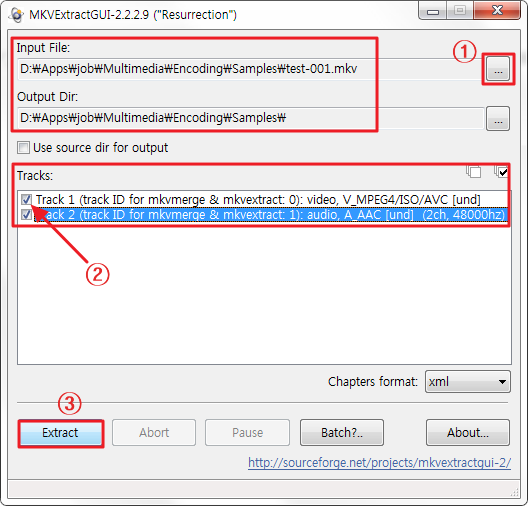 MKVExtractGUI-2.2.2.9 ("Resurrection")
Input File:
①
D:₩Apps₩job₩Multimedia₩Encoding₩Samples₩test-001.mkv
...
Output Dir:
D:₩Apps₩job₩Multimedia₩Encoding₩Samples₩
...
Use source dir for output
Tracks:
Track 1 (track ID for mkvmerge & mkvextract: 0): video, V_MPEG4/ISO/AVC [und]
Track 2 (track ID for mkvmerge & mkvextract: 1): audio, A_AAC [und] (2ch, 48000hz)
②
Chapters format: xml
③
Extract Abort Pause Batch?.. About...
http://sourceforge.net/projects/mkvextractgui-2/